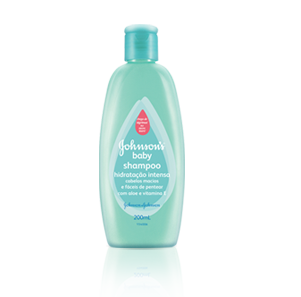 Johnson's®
baby
shampoo
hidratação intensa
cabelos macios
e fáceis de pentear
com aloe e vitamina E
Johnson & Johnson
200ml